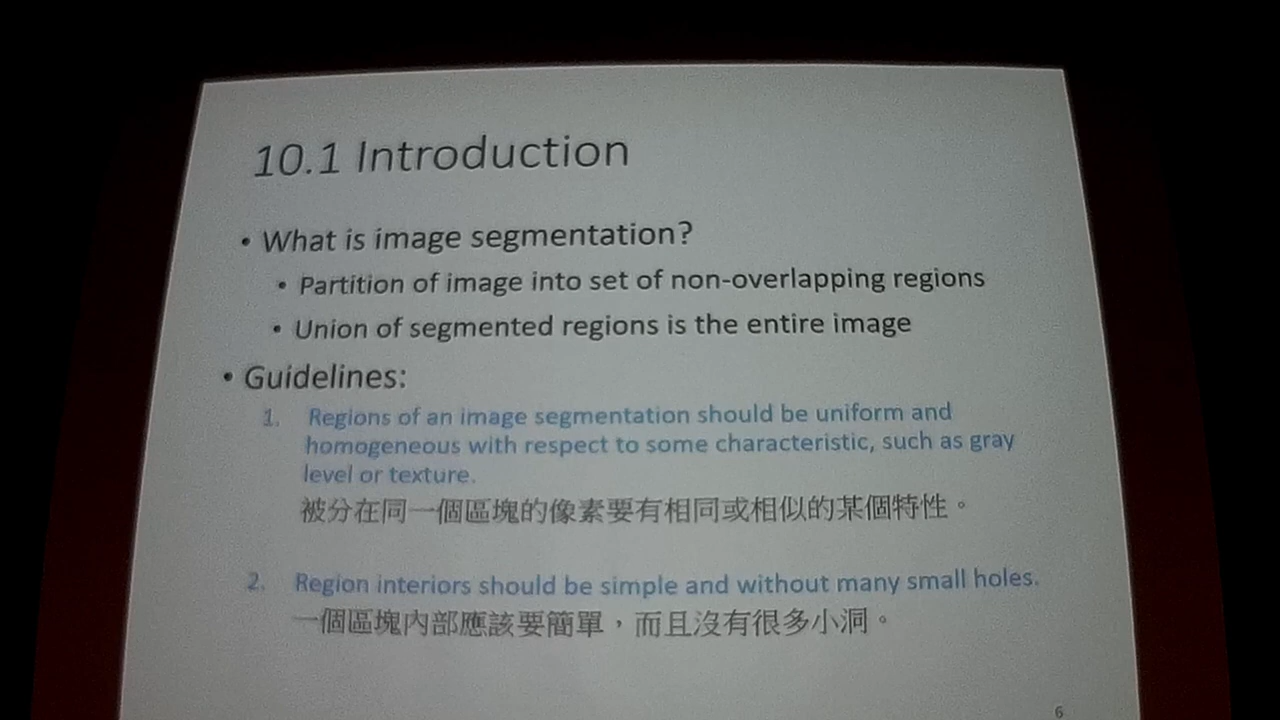 10.1 Introduction
• What is image segmentation?
• Partition of image into set of non-overlapping regions
• Union of segmented regions is the entire image
• Guidelines:
1. Regions of an image segmentation should be uniform and
homogeneous with respect to some characteristic, such as gray
level or texture.
被分在同一個區塊的像素要有相同或相似的某個特性。
2. Region interiors should be simple and without many small holes.
一個區塊內部應該要簡單，而且沒有很多小洞。
6